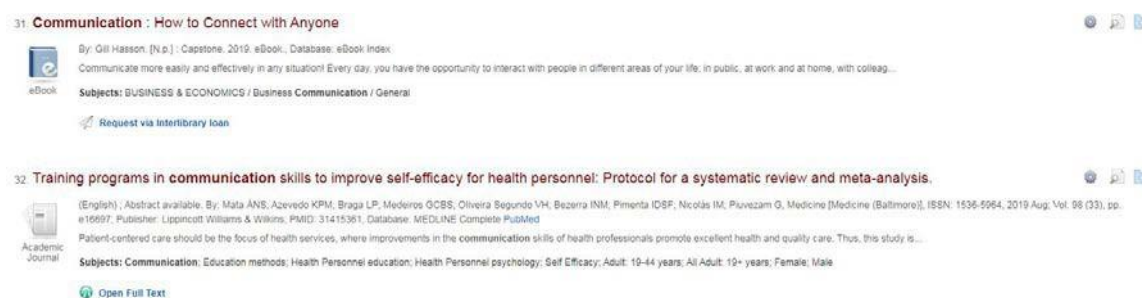 31 Communication : How to Connect with Anyone
By: Gill Hasson. [N.p.] : Capstone. 2019. eBook., Database: eBook Index
Communicate more easily and effectively in any situation! Every day, you have the opportunity to interact with people in different areas of your life; in public, at work and at home, with colleag...
eBook
Subjects: BUSINESS & ECONOMICS / Business Communication / General
Request via Interlibrary loan
32 Training programs in communication skills to improve self-efficacy for health personnel: Protocol for a systematic review and meta-analysis.
(English) ; Abstract available. By: Mata ÁNS, Azevedo KPM, Braga LP, Medeiros GCBS, Oliveira Segundo VH, Bezerra INM, Pimenta IDSF, Nicolás IM, Piuvezam G, Medicine [Medicine (Baltimore)], ISSN: 1536-5964, 2019 Aug; Vol. 98 (33), pp.
e16697; Publisher: Lippincott Williams & Wilkins; PMID: 31415361, Database: MEDLINE Complete PubMed
Patient-centered care should be the focus of health services, where improvements in the communication skills of health professionals promote excellent health and quality care. Thus, this study is...
Academic
Journal
Subjects: Communication; Education methods; Health Personnel education; Health Personnel psychology; Self Efficacy; Adult: 19-44 years; All Adult: 19+ years; Female; Male
Open Full Text